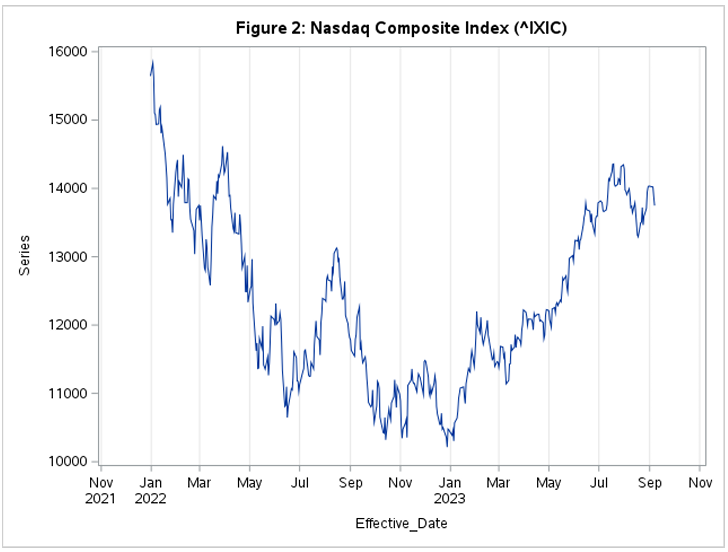 Figure 2: Nasdaq Composite Index (^IXIC)
16000
15000
14000
13000
12000
11000
10000
Series
Nov Jan Mar May Jul Sep Nov Jan Mar May Jul Sep Nov
2021 2022 2023
Effective_Date